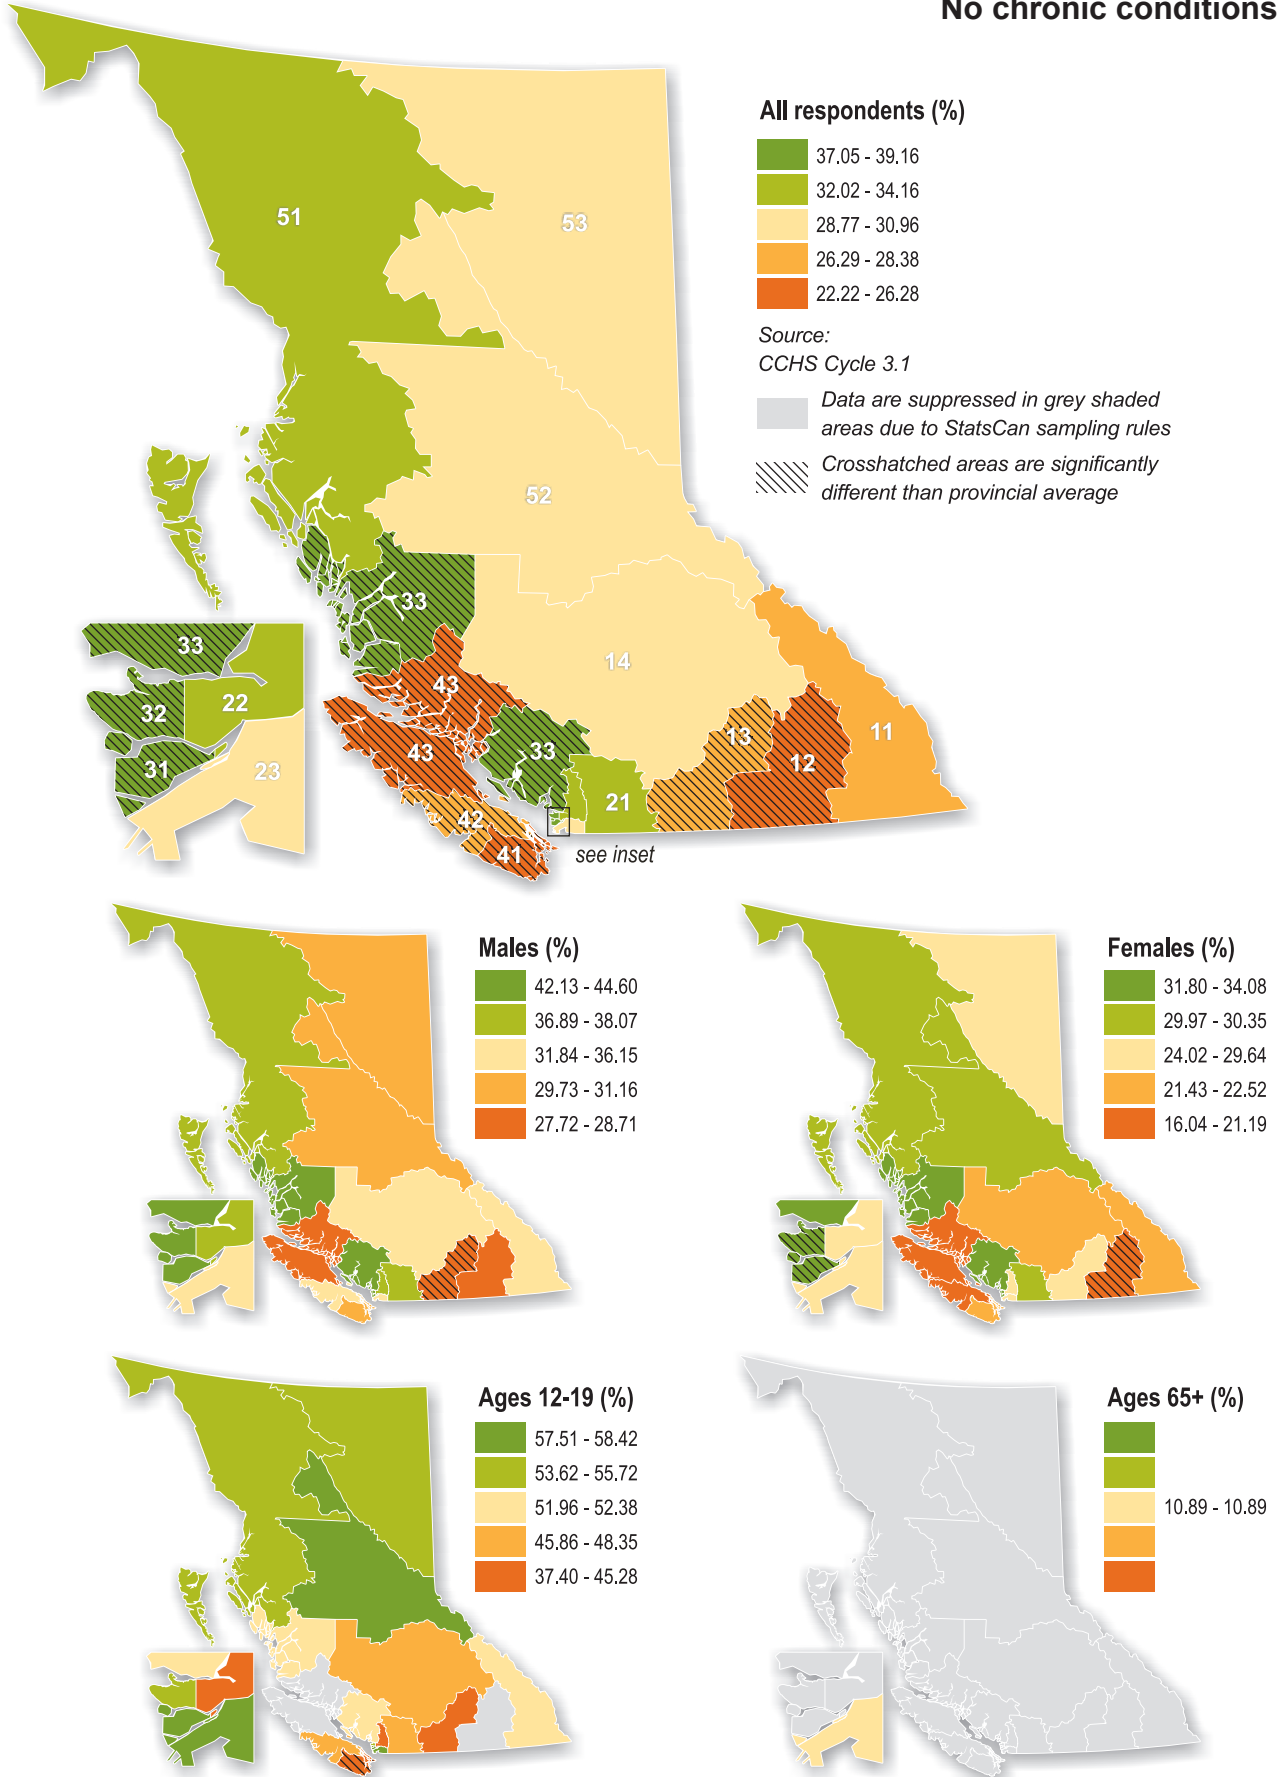 No chronic conditions
All respondents (%)
37.05 - 39.16
32.02 - 34.16
28.77 - 30.96
26.29 - 28.38
22.22 - 26.28
Source:
CCHS Cycle 3.1
Data are suppressed in grey shaded
areas due to StatsCan sampling rules
Crosshatched areas are significantly
different than provincial average
51
53
52
33
14
43
43
33
13
12
11
21
42
41
see inset
33
32
22
31
23
Males (%)
42.13 - 44.60
36.89 - 38.07
31.84 - 36.15
29.73 - 31.16
27.72 - 28.71
Females (%)
31.80 - 34.08
29.97 - 30.35
24.02 - 29.64
21.43 - 22.52
16.04 - 21.19
Ages 12-19 (%)
57.51 - 58.42
53.62 - 55.72
51.96 - 52.38
45.86 - 48.35
37.40 - 45.28
Ages 65+ (%)
10.89 - 10.89